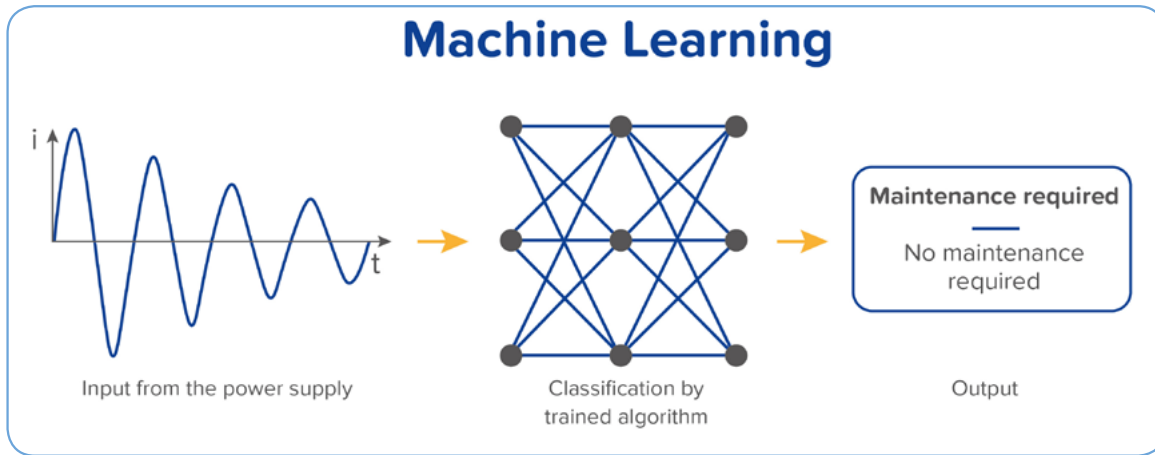 Machine Learning
i
t
Input from the power supply
Classification by
trained algorithm
Maintenance required
No maintenance
required
Output